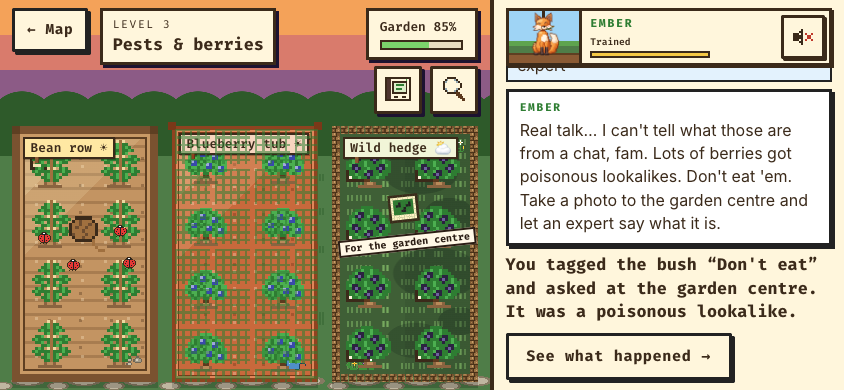 ← Map
LEVEL 3
Pests & berries
Garden 85%
Bean row ☀
Blueberry tub
Wild hedge ⛅
For the garden centre
EMBER
Trained
expert
EMBER
Real talk... I can't tell what those are
from a chat, fam. Lots of berries got
poisonous lookalikes. Don't eat 'em.
Take a photo to the garden centre and
let an expert say what it is.
You tagged the bush “Don't eat”
and asked at the garden centre.
It was a poisonous lookalike.
See what happened →